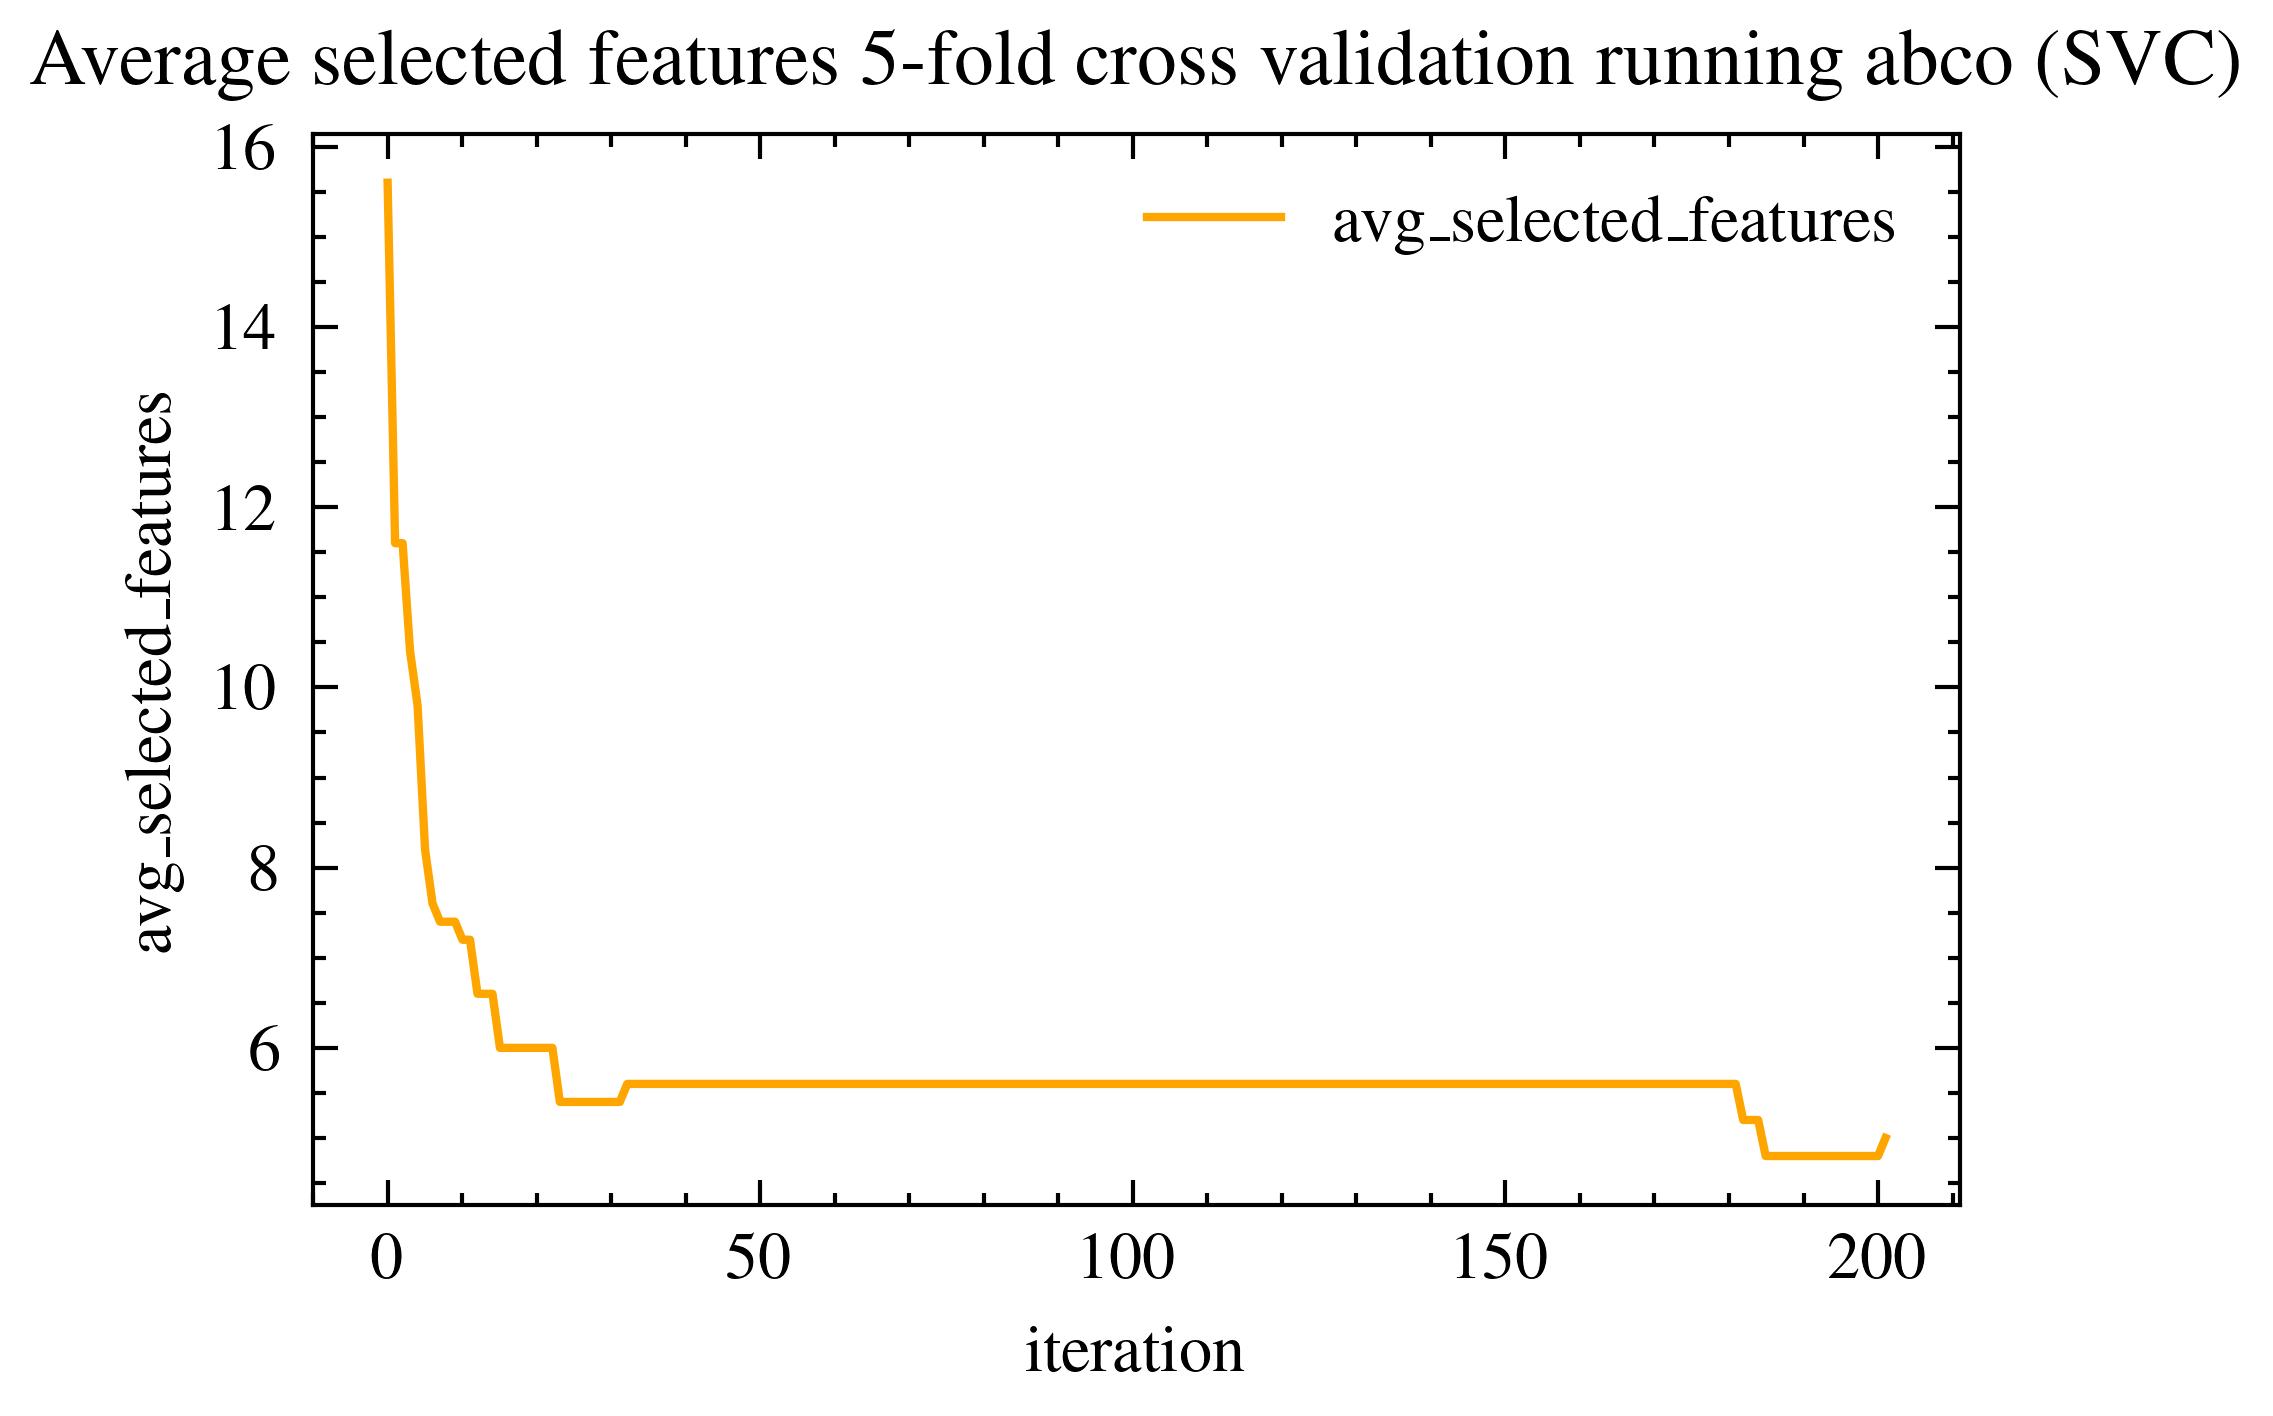 Average selected features 5-fold cross validation running abco (SVC)
avg_selected_features
16
14
12
10
8
6
avg_selected_features
0 50 100 150 200
iteration